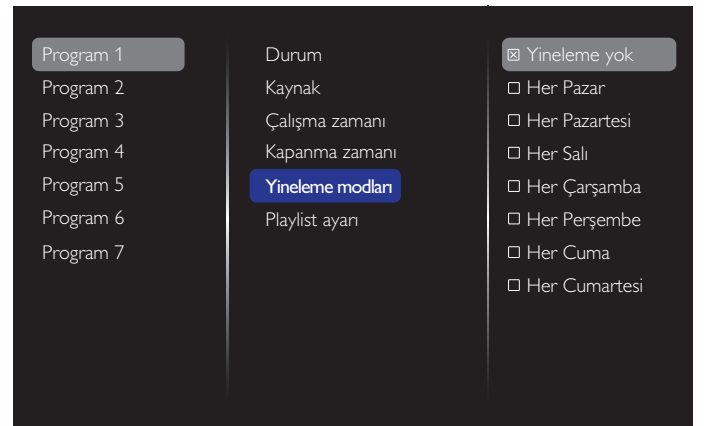 Program 1
Program 2
Program 3
Program 4
Program 5
Program 6
Program 7
Durum
Kaynak
Çalışma zamanı
Kapanma zamanı
Yineleme modları
Playlist ayarı
Yineleme yok
Her Pazar
Her Pazartesi
Her Salı
Her Çarşamba
Her Perşembe
Her Cuma
Her Cumartesi